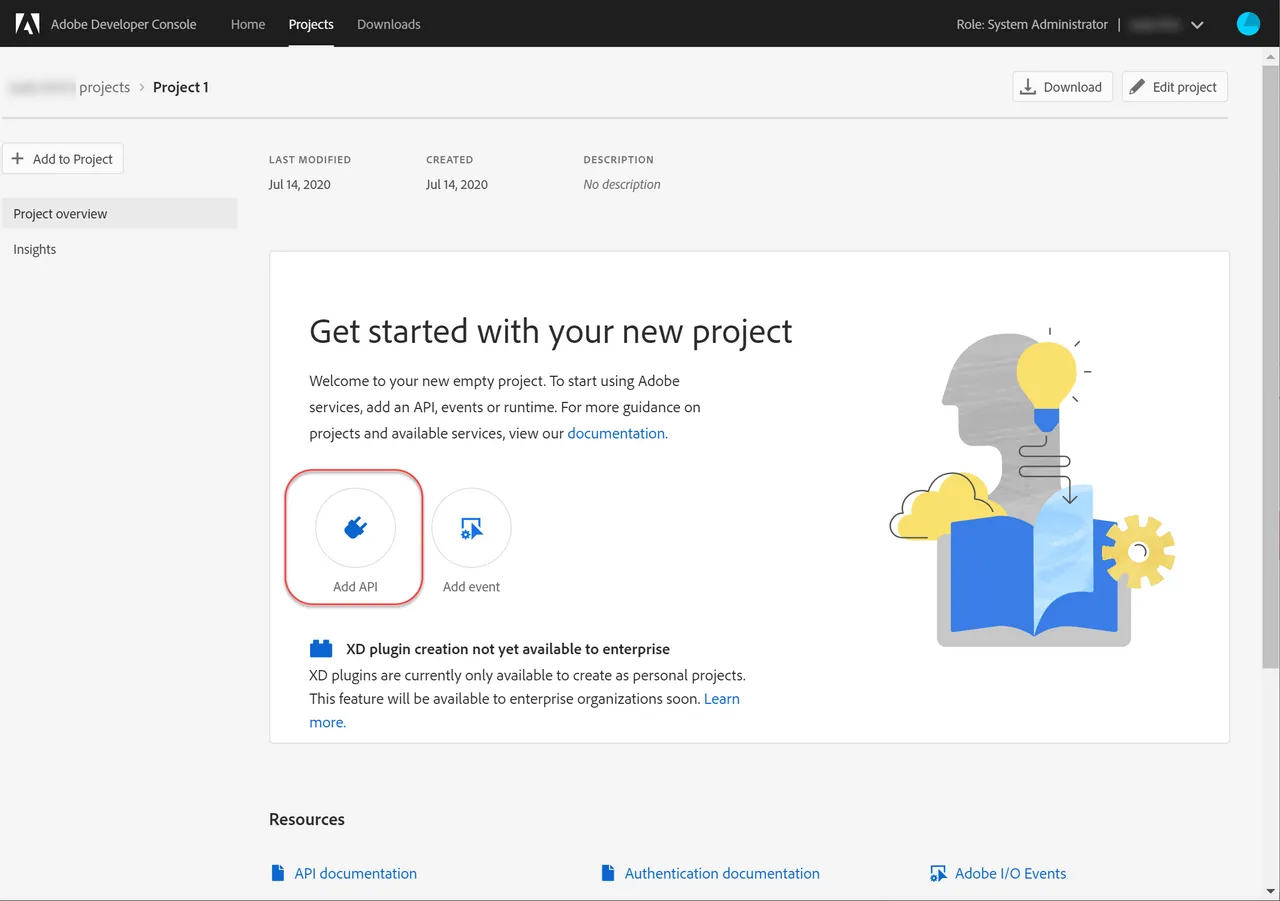 Adobe Developer Console Home Projects Downloads Role: System Administrator |
projects > Project 1 Download Edit project
+ Add to Project
LAST MODIFIED CREATED DESCRIPTION
Jul 14, 2020 Jul 14, 2020 No description
Project overview
Insights
Get started with your new project
Welcome to your new empty project. To start using Adobe
services, add an API, events or runtime. For more guidance on
projects and available services, view our documentation.
Add API Add event
XD plugin creation not yet available to enterprise
XD plugins are currently only available to create as personal projects.
This feature will be available to enterprise organizations soon. Learn
more.
Resources
API documentation Authentication documentation Adobe I/O Events